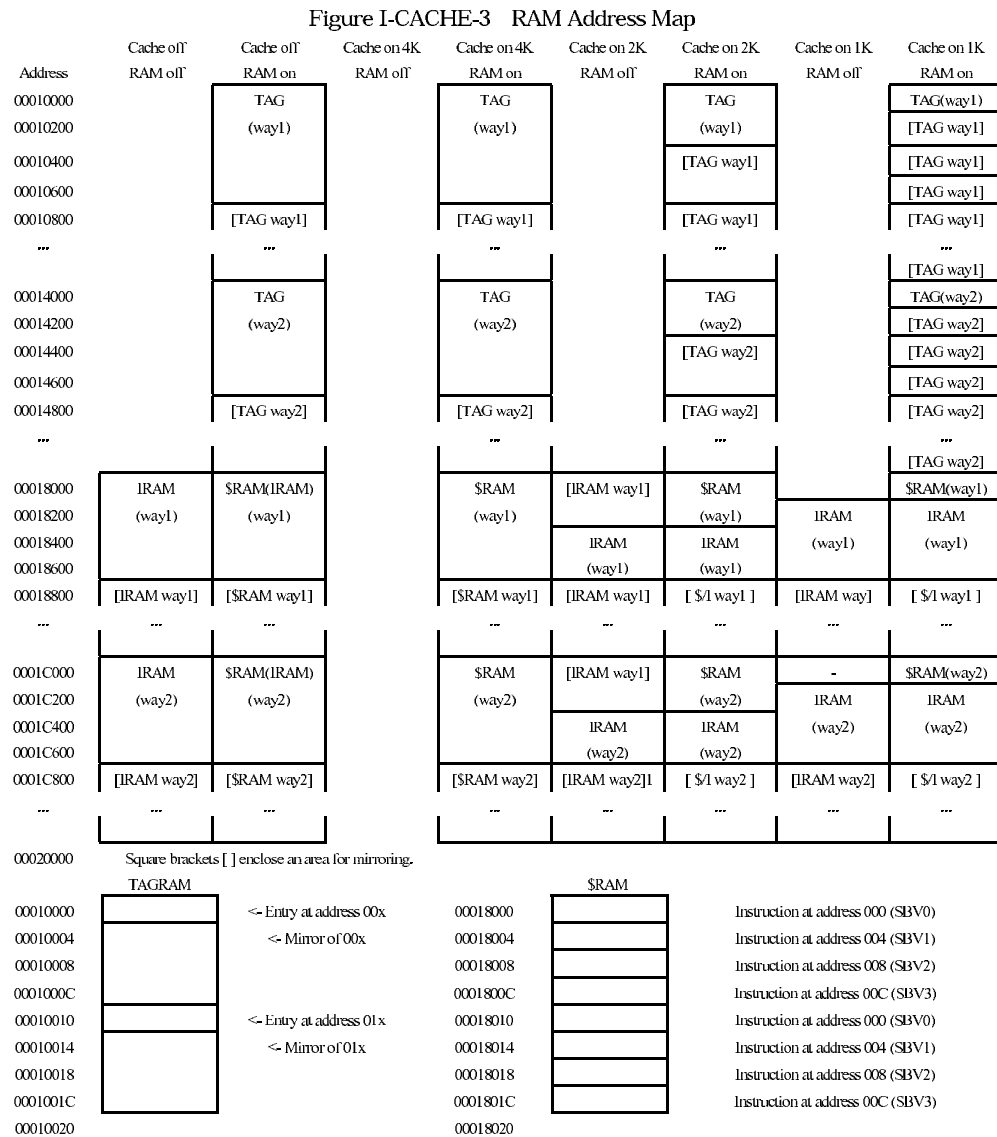 Figure I-CACHE-3 RAM Address Map
Cache off Cache off Cache on 4K Cache on 4K Cache on 2K Cache on 2K Cache on 1K Cache on 1K
Address RAM off RAM on RAM off RAM on RAM off RAM on RAM off RAM on
00010000 TAG TAG TAG TAG(way1)
00010200 (way1) (way1) (way1) [TAG way1]
00010400 [TAG way1] [TAG way1]
00010600 [TAG way1]
00010800 [TAG way1] [TAG way1] [TAG way1] [TAG way1]
... ... ... ... ...
[TAG way1]
00014000 TAG TAG TAG TAG(way2)
00014200 (way2) (way2) (way2) [TAG way2]
00014400 [TAG way2] [TAG way2]
00014600 [TAG way2]
00014800 [TAG way2] [TAG way2] [TAG way2] [TAG way2]
... ... ... ...
[TAG way2]
00018000 IRAM $RAM(IRAM) $RAM [IRAM way1] $RAM $RAM(way1)
00018200 (way1) (way1) (way1) (way1) IRAM IRAM
00018400 IRAM IRAM (way1) (way1)
00018600 (way1) (way1)
00018800 [IRAM way1] [$RAM way1] [$RAM way1] [IRAM way1] [ $/I way1 ] [IRAM way] [ $/I way1 ]
... ... ... ... ... ... ... ...
0001C000 IRAM $RAM(IRAM) $RAM [IRAM way1] $RAM - $RAM(way2)
0001C200 (way2) (way2) (way2) (way2) IRAM IRAM
0001C400 IRAM IRAM (way2) (way2)
0001C600 (way2) (way2)
0001C800 [IRAM way2] [$RAM way2] [$RAM way2] [IRAM way2]1 [ $/I way2 ] [IRAM way2] [ $/I way2 ]
... ... ... ... ... ... ... ...
00020000 Square brackets [ ] enclose an area for mirroring.
TAGRAM $RAM
00010000 <- Entry at address 00x 00018000 Instruction at address 000 (SBV0)
00010004 <- Mirror of 00x 00018004 Instruction at address 004 (SBV1)
00010008 00018008 Instruction at address 008 (SBV2)
0001000C 0001800C Instruction at address 00C (SBV3)
00010010 <- Entry at address 01x 00018010 Instruction at address 000 (SBV0)
00010014 <- Mirror of 01x 00018014 Instruction at address 004 (SBV1)
00010018 00018018 Instruction at address 008 (SBV2)
0001001C 0001801C Instruction at address 00C (SBV3)
00010020 00018020